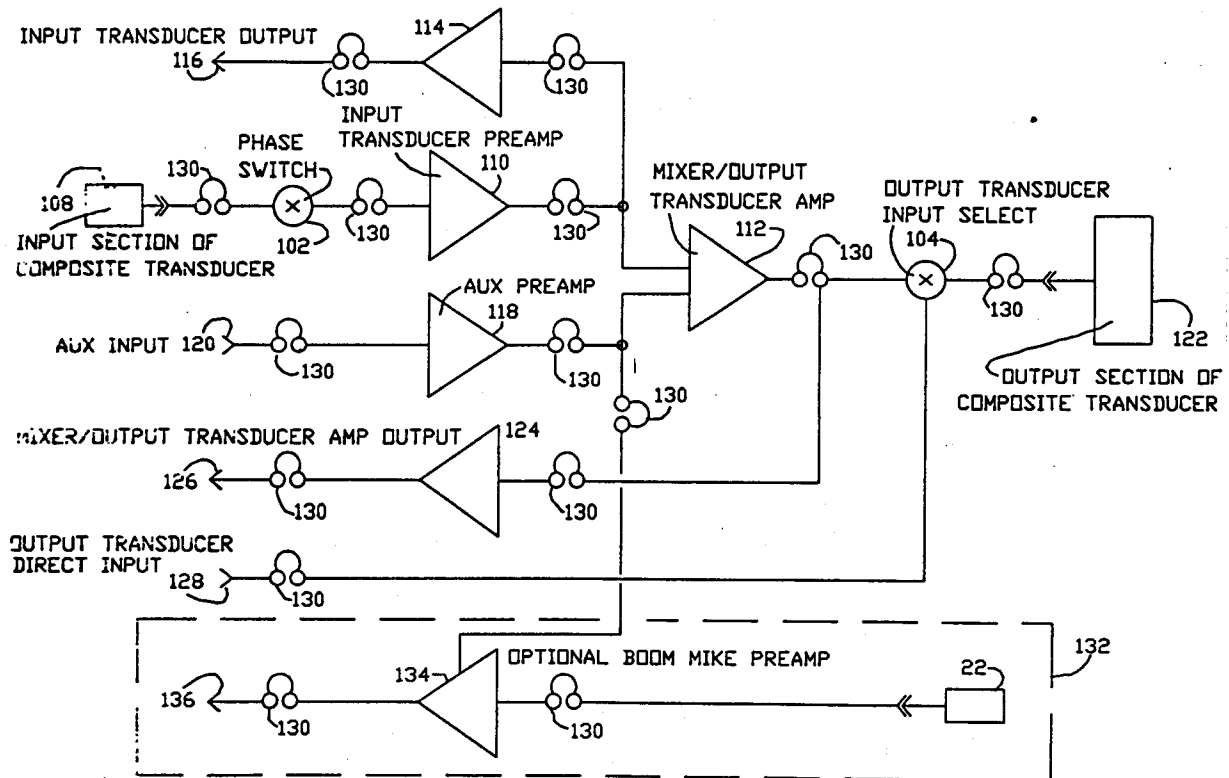 114
INPUT TRANSDUCER OUTPUT
116
130
130
INPUT
TRANSDUCER PREAMP
PHASE
SWITCH
110
130
108
102
130
130
INPUT SECTION OF
COMPOSITE TRANSDUCER
MIXER/OUTPUT
TRANSDUCER AMP
112
130
OUTPUT TRANSDUCER
INPUT SELECT
104
130
122
OUTPUT SECTION OF
COMPOSITE TRANSDUCER
AUX PREAMP
118
AUX INPUT 120
130
130
130
MIXER/OUTPUT TRANSDUCER AMP OUTPUT
124
126
130
130
OUTPUT TRANSDUCER
DIRECT INPUT
128
130
132
134
OPTIONAL BOOM MIKE PREAMP
22
136
130
130